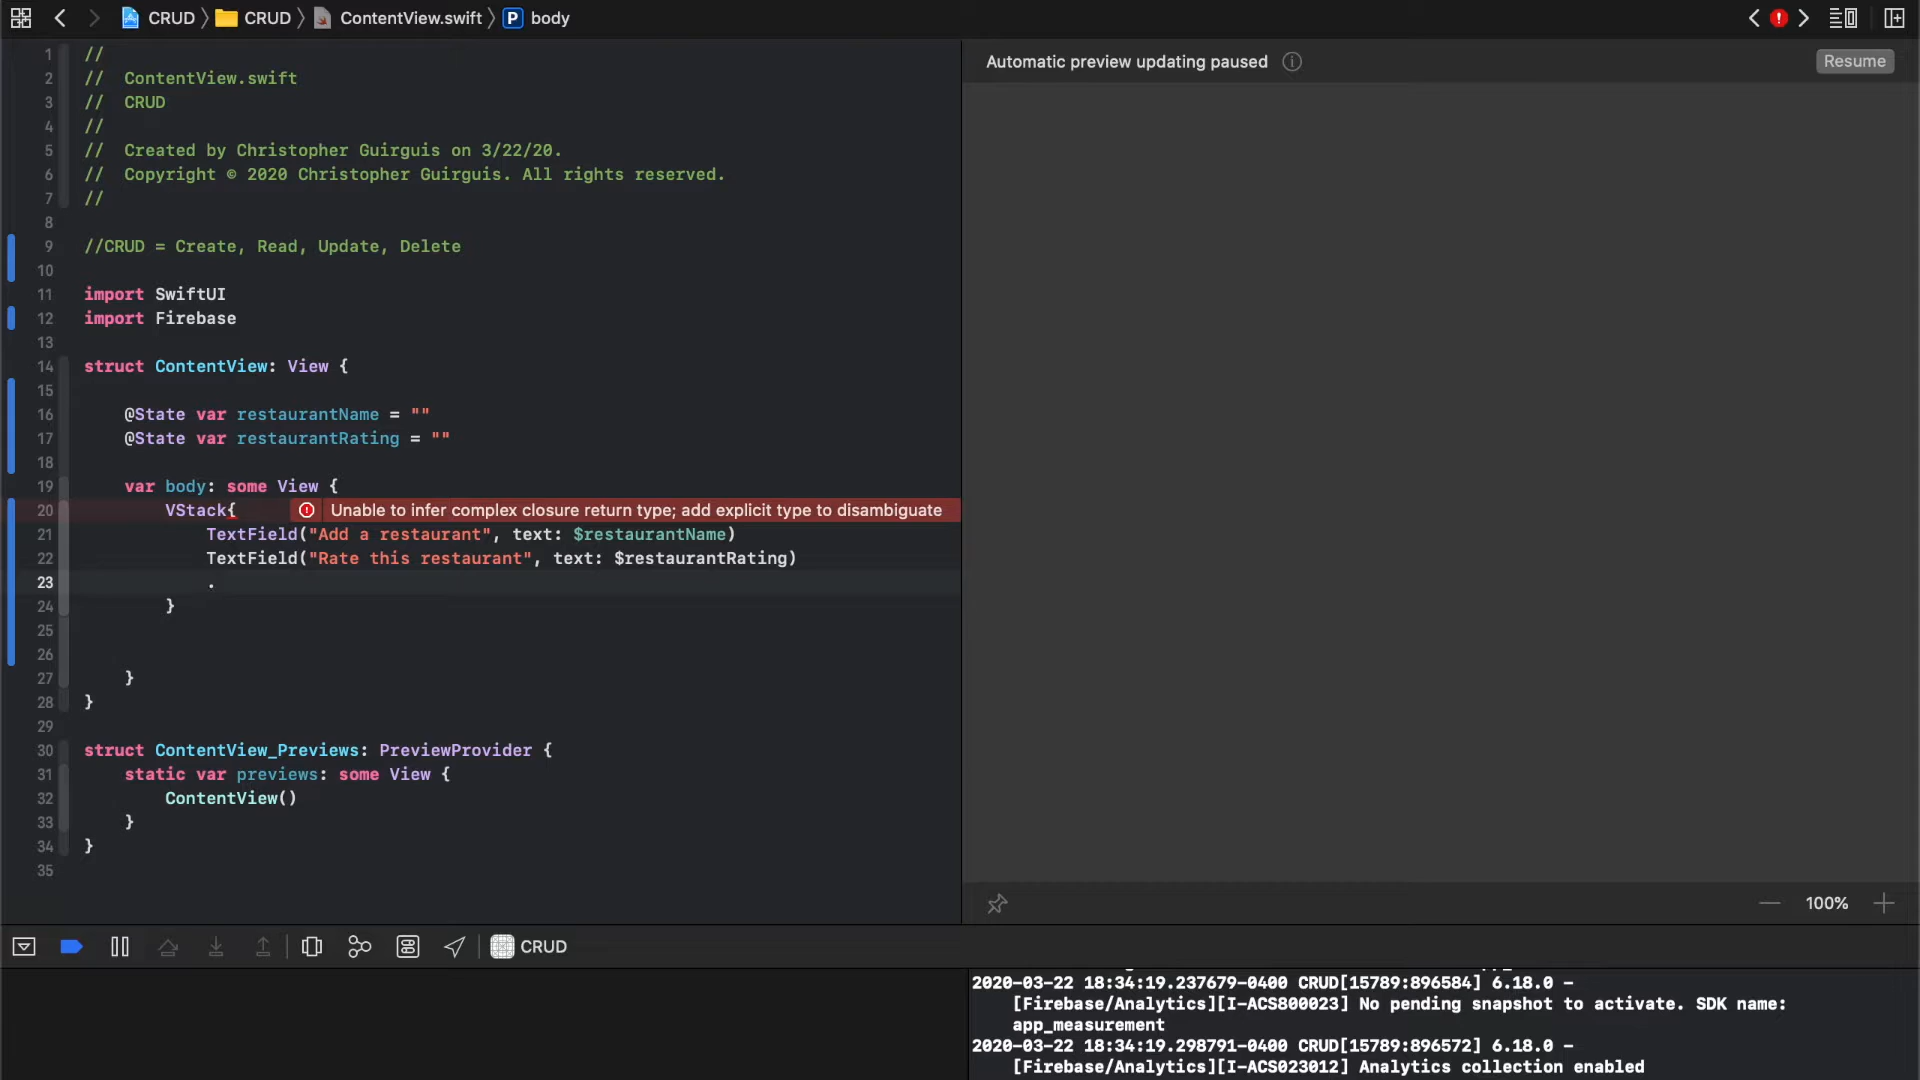 CRUD
CRUD
ContentView.swift
P body
1 //
2 //  ContentView.swift
3 //  CRUD
4 //
5 //  Created by Christopher Guirguis on 3/22/20.
6 //  Copyright © 2020 Christopher Guirguis. All rights reserved.
7 //
8
9 //CRUD = Create, Read, Update, Delete
10
11 import SwiftUI
12 import Firebase
13
14 struct ContentView: View {
15
16     @State var restaurantName = ""
17     @State var restaurantRating = ""
18
19     var body: some View {
20         VStack{ Unable to infer complex closure return type; add explicit type to disambiguate
21             TextField("Add a restaurant", text: $restaurantName)
22             TextField("Rate this restaurant", text: $restaurantRating)
23             .
24         }
25
26
27     }
28 }
29
30 struct ContentView_Previews: PreviewProvider {
31     static var previews: some View {
32         ContentView()
33     }
34 }
35
Automatic preview updating paused
Resume
100%
CRUD
2020-03-22 18:34:19.237679-0400 CRUD[15789:896584] 6.18.0 -
[Firebase/Analytics][I-ACS800023] No pending snapshot to activate. SDK name:
app_measurement
2020-03-22 18:34:19.298791-0400 CRUD[15789:896572] 6.18.0 -
[Firebase/Analytics][I-ACS023012] Analytics collection enabled